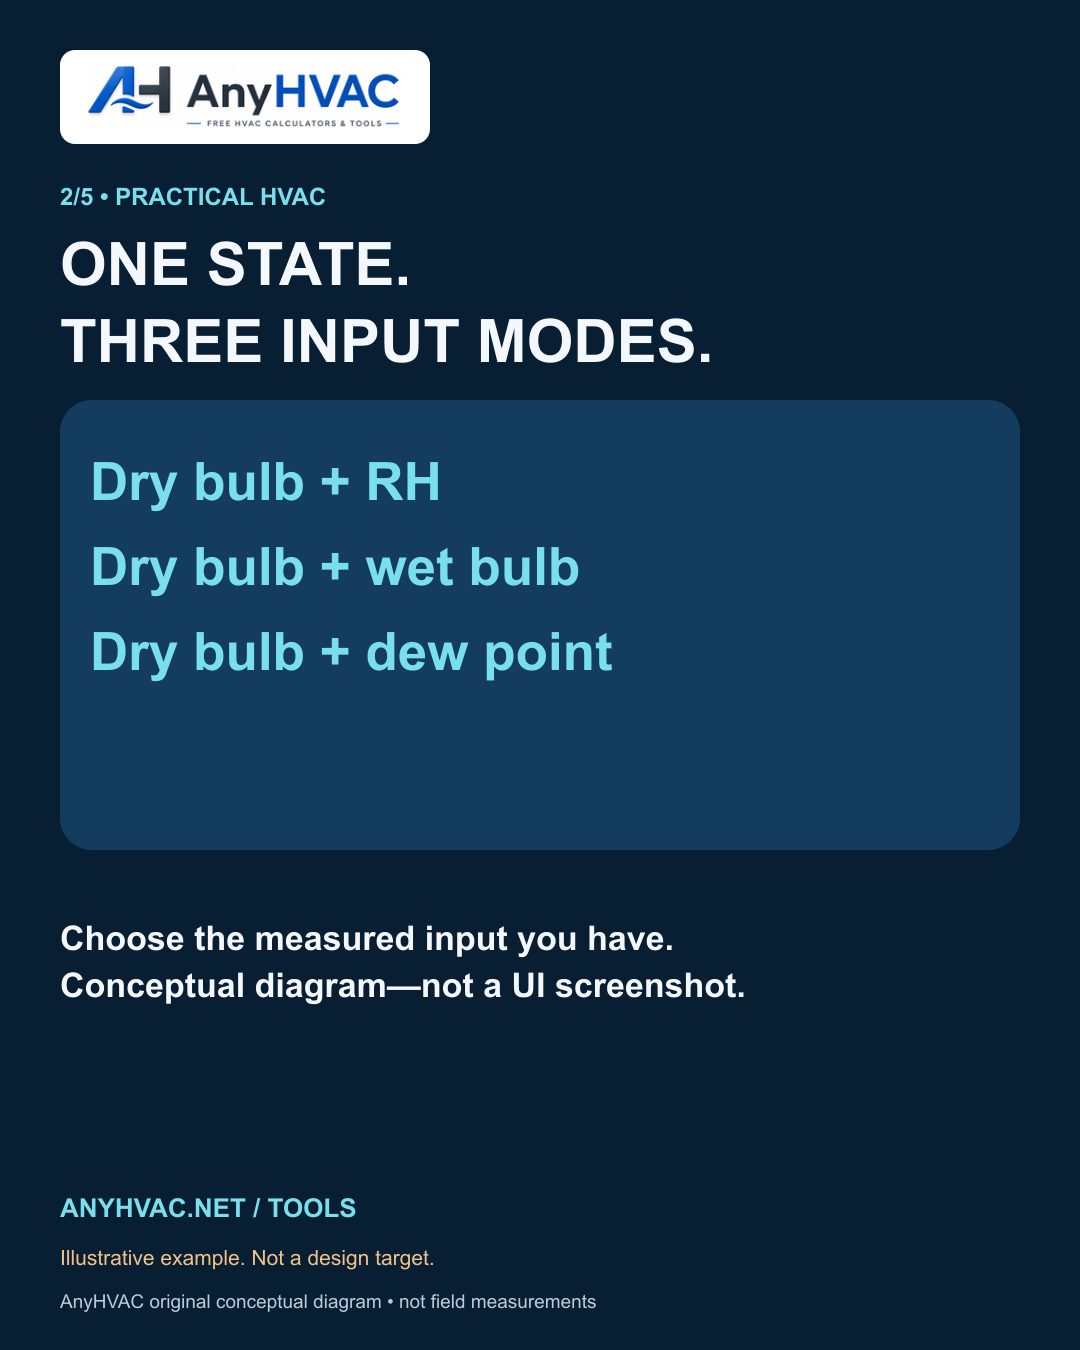 AnyHVAC
FREE HVAC CALCULATORS & TOOLS
2/5 • PRACTICAL HVAC
ONE STATE.
THREE INPUT MODES.
Dry bulb + RH
Dry bulb + wet bulb
Dry bulb + dew point
Choose the measured input you have.
Conceptual diagram—not a UI screenshot.
ANYHVAC.NET / TOOLS
Illustrative example. Not a design target.
AnyHVAC original conceptual diagram • not field measurements